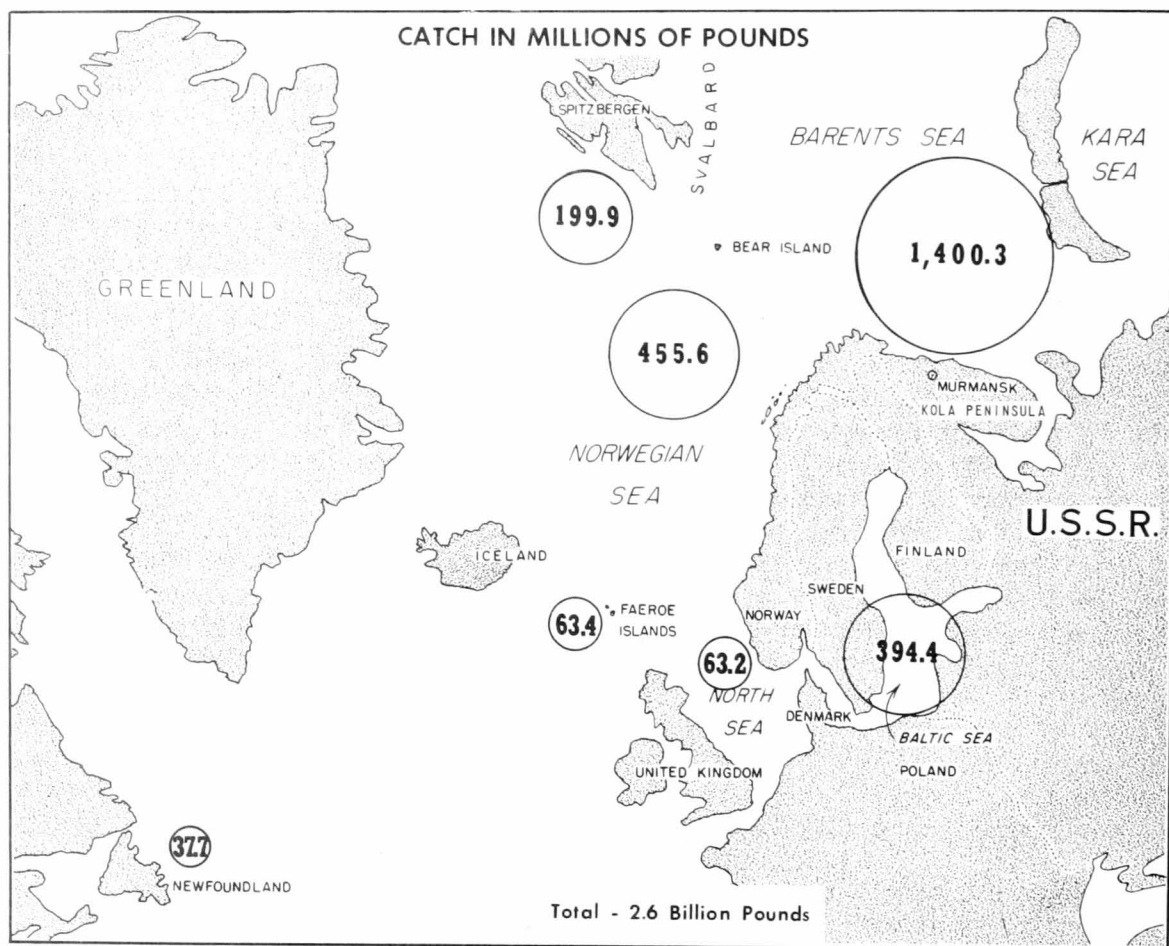 CATCH IN MILLIONS OF POUNDS
SPITZBERGEN
SVALBARD
BARENTS SEA
KARA
SEA
199.9
BEAR ISLAND
1,400.3
GREENLAND
455.6
MURMANSK
KOLA PENINSULA
NORWEGIAN
SEA
U.S.S.R.
ICELAND
FINLAND
SWEDEN
63.4
FAEROE
ISLANDS
NORWAY
63.2
394.4
NORTH
SEA
DENMARK
BALTIC SEA
UNITED KINGDOM
POLAND
37.7
NEWFOUNDLAND
Total - 2.6 Billion Pounds